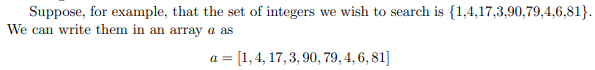 Suppose, for example, that the set of integers we wish to search is {1,4,17,3,90,79,4,6,81}.
We can write them in an array a as
a = [1, 4, 17, 3, 90, 79, 4, 6, 81]